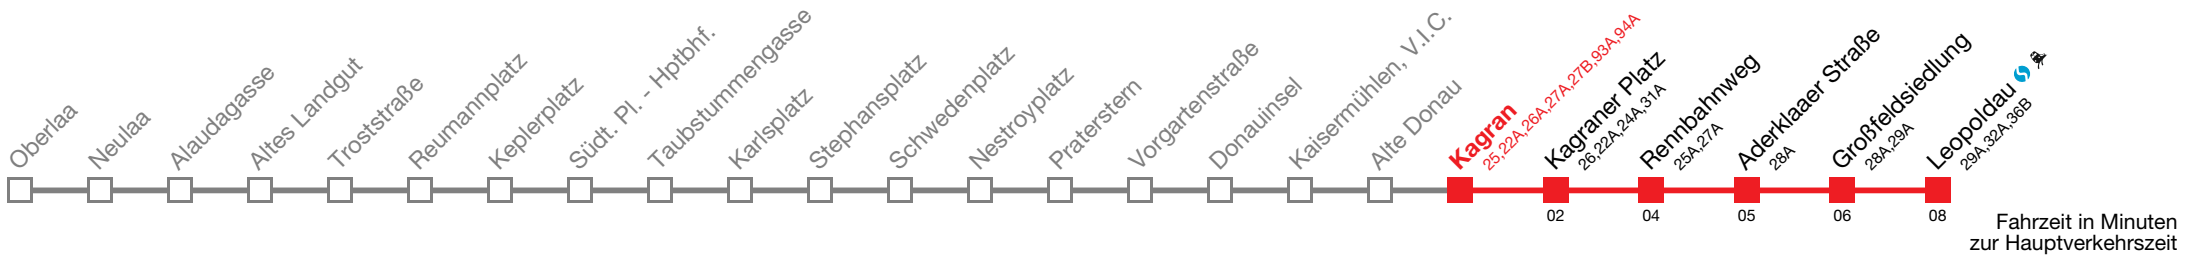 Oberlaa
Neulaa
Alaudagasse
Altes Landgut
Troststraße
Reumannplatz
Keplerplatz
Südt. Pl. - Hptbhf.
Taubstummengasse
Karlsplatz
Stephansplatz
Schwedenplatz
Nestroyplatz
Praterstern
Vorgartenstraße
Donauinsel
Kaisermühlen, V.I.C.
Alte Donau
Kagran
25,22A,26A,27A,27B,93A,94A
Kagraner Platz
26,22A,24A,31A
Rennbahnweg
25A,27A
Aderklaaer Straße
28A
Großfeldsiedlung
28A,29A
Leopoldau
29A,32A,36B
02
04
05
06
08
Fahrzeit in Minuten
zur Hauptverkehrszeit